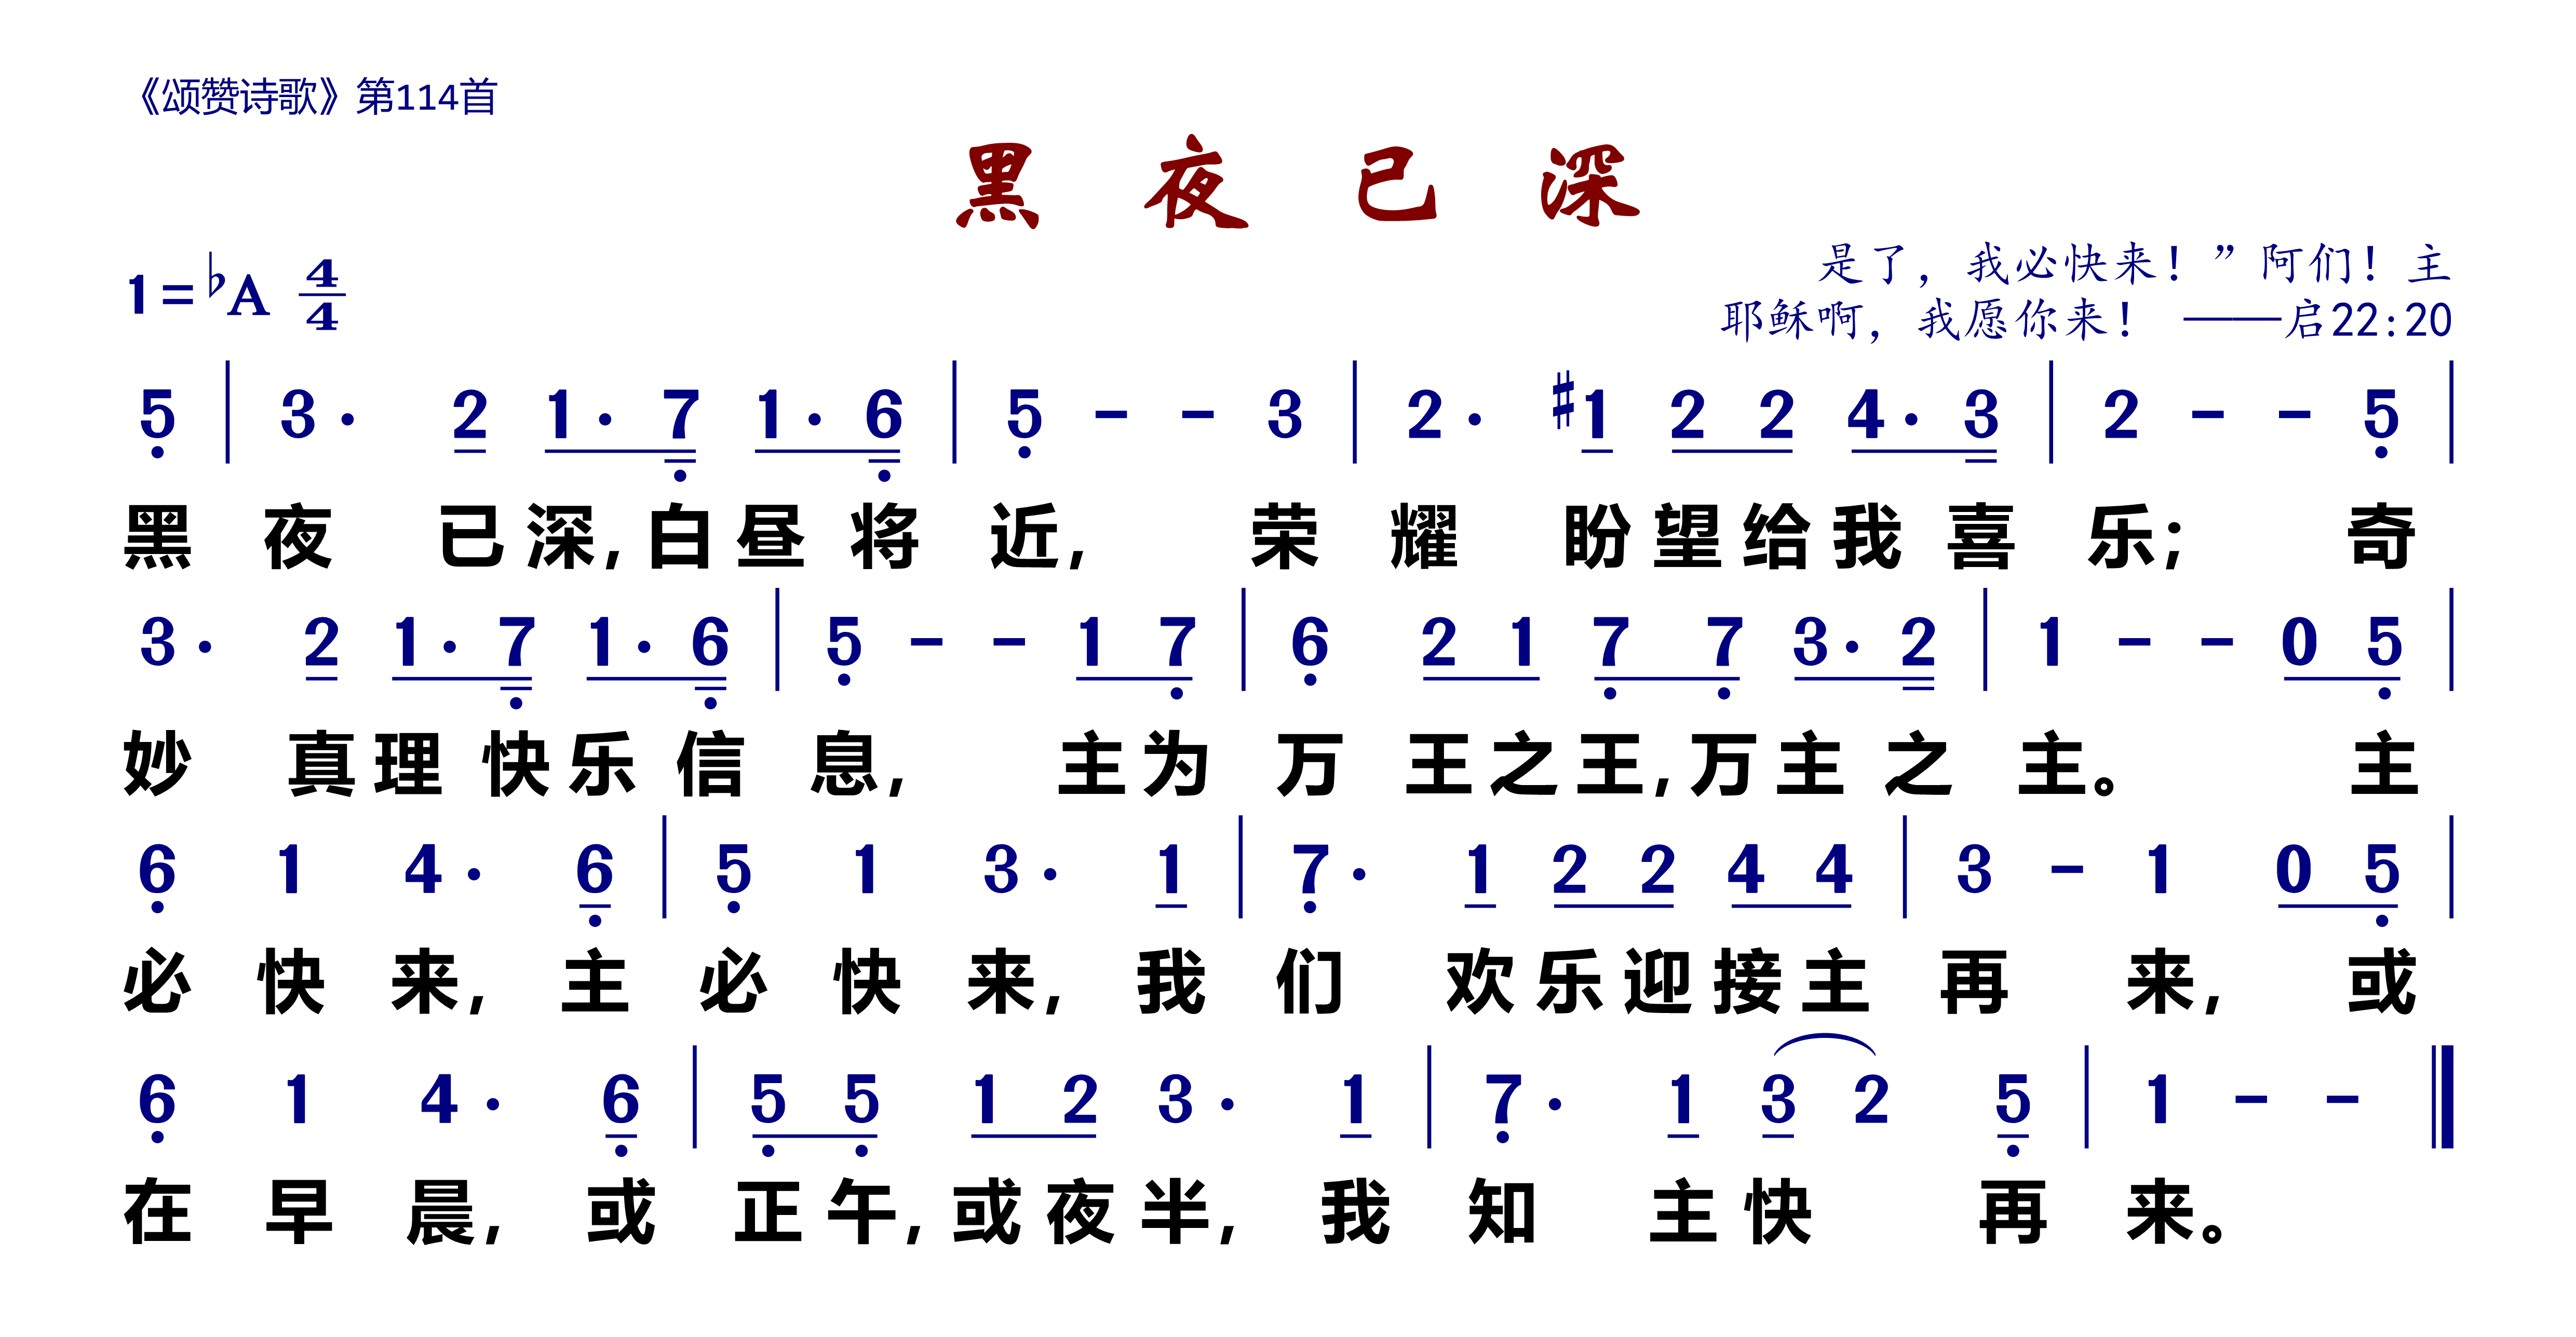 《颂赞诗歌》第114首
黑 夜 已 深
1=♭A 4/4
是了，我必快来！”阿们！主
耶稣啊，我愿你来！ ——启22:20
5 | 3· 2 1· 7 1· 6 | 5 - - 3 | 2· #1 2 2 4· 3 | 2 - - 5 |
黑 夜 已 深,白 昼 将 近, 荣 耀 盼 望 给 我 喜 乐; 奇
3· 2 1· 7 1· 6 | 5 - - 1 7 | 6 2 1 7 7 3· 2 | 1 - - 0 5 |
妙 真 理 快 乐 信 息, 主 为 万 王 之 王,万 主 之 主。 主
6 1 4· 6 | 5 1 3· 1 | 7· 1 2 2 4 4 | 3 - 1 0 5 |
必 快 来, 主 必 快 来, 我 们 欢 乐 迎 接 主 再 来, 或
6 1 4· 6 | 5 5 1 2 3· 1 | 7· 1 3 2 5 | 1 - - ‖
在 早 晨, 或 正 午,或 夜 半, 我 知 主 快 再 来。